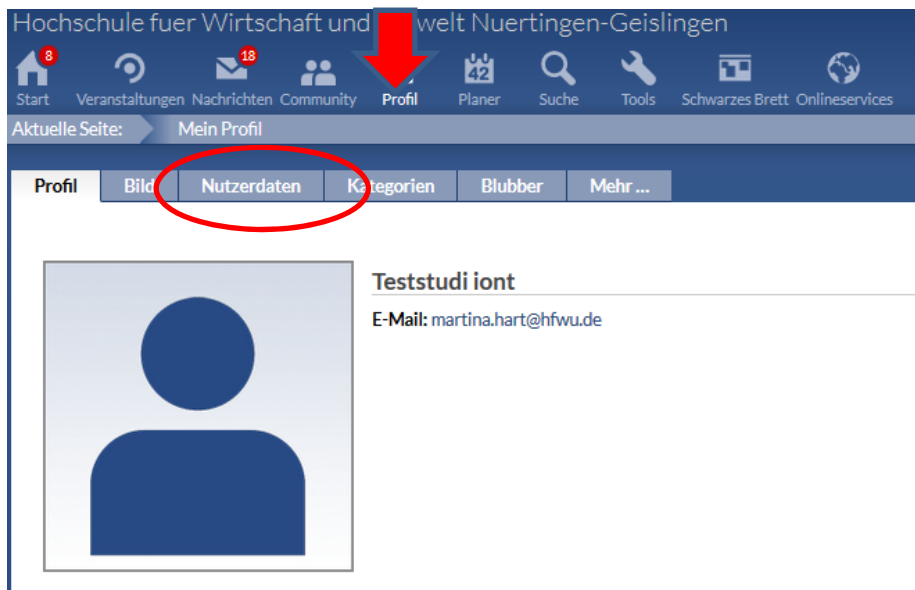 Hochschule fuer Wirtschaft und welt Nuertingen-Geislingen
8 18 42
Start Veranstaltungen Nachrichten Community Profil Planer Suche Tools Schwarzes Brett Onlineservices
Aktuelle Seite: Mein Profil
Profil Bild Nutzerdaten Kategorien Blubber Mehr ...
Teststudi iont
E-Mail: martina.hart@hfwu.de